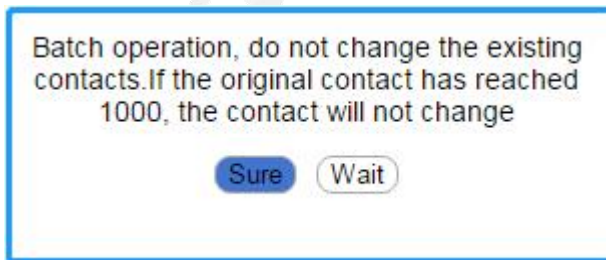 Batch operation, do not change the existing
contacts.If the original contact has reached
1000, the contact will not change
Sure Wait